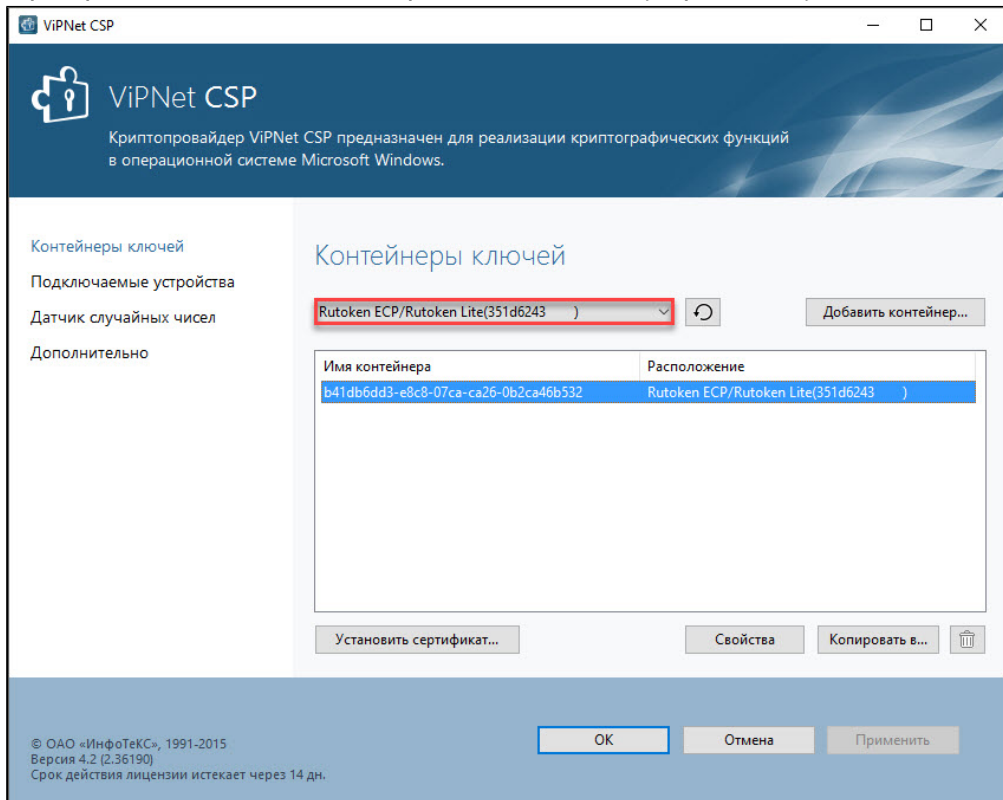 ViPNet CSP
ViPNet CSP
Криптопровайдер ViPNet CSP предназначен для реализации криптографических функций
в операционной системе Microsoft Windows.
Контейнеры ключей
Подключаемые устройства
Датчик случайных чисел
Дополнительно
Контейнеры ключей
Rutoken ECP/Rutoken Lite(351d6243 )
Добавить контейнер...
Имя контейнера Расположение
b41db6dd3-e8c8-07ca-ca26-0b2ca46b532 Rutoken ECP/Rutoken Lite(351d6243 )
Установить сертификат... Свойства Копировать в...
OK Отмена Применить
© ОАО «ИнфоТеКС», 1991-2015
Версия 4.2 (2.36190)
Срок действия лицензии истекает через 14 дн.